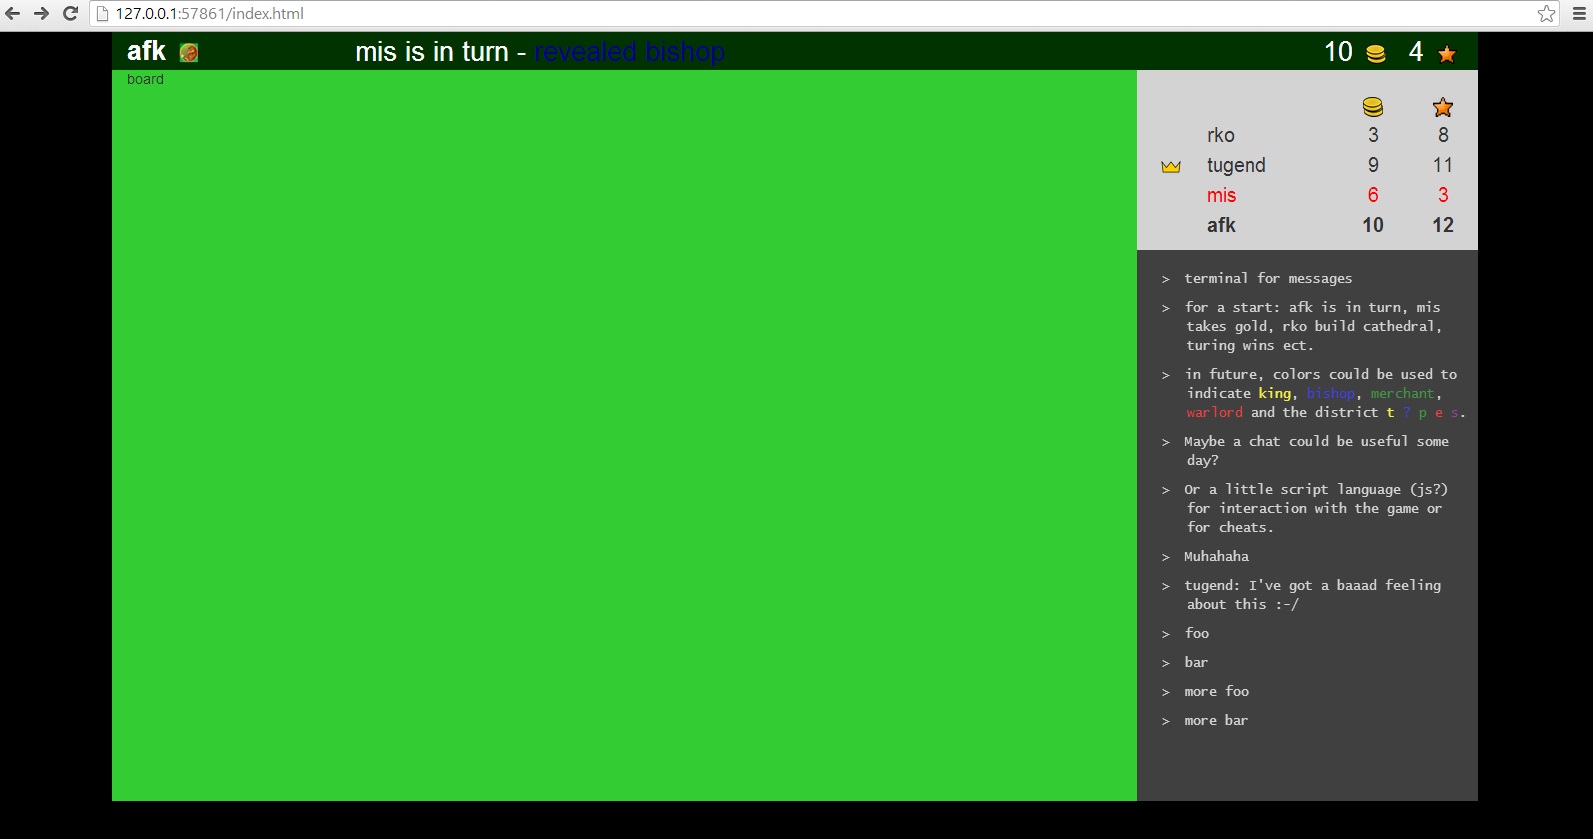 127.0.0.1:57861/index.html
afk mis is in turn - revealed bishop 10 4
board
rko 3 8
tugend 9 11
mis 6 3
afk 10 12
> terminal for messages
> for a start: afk is in turn, mis
takes gold, rko build cathedral,
turing wins ect.
> in future, colors could be used to
indicate king, bishop, merchant,
warlord and the district t ? p e s.
> Maybe a chat could be useful some
day?
> Or a little script language (js?)
for interaction with the game or
for cheats.
> Muhahaha
> tugend: I've got a baaad feeling
about this :-/
> foo
> bar
> more foo
> more bar